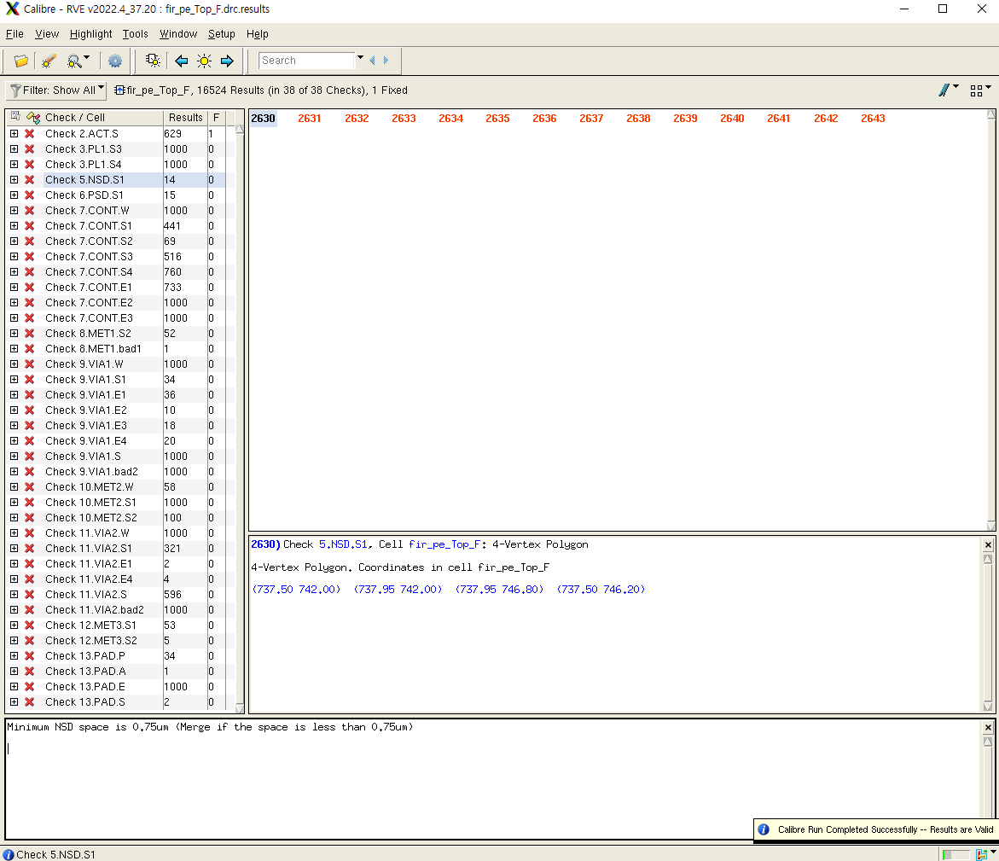 Calibre - RVE v2022.4_37.20 : fir_pe_Top_F.drc.results
File View Highlight Tools Window Setup Help
Search
Filter: Show All fir_pe_Top_F, 16524 Results (in 38 of 38 Checks), 1 Fixed
Check / Cell Results F
Check 2.ACT.S 629 1
Check 3.PL1.S3 1000 0
Check 3.PL1.S4 1000 0
Check 5.NSD.S1 14 0
Check 6.PSD.S1 15 0
Check 7.CONT.W 1000 0
Check 7.CONT.S1 441 0
Check 7.CONT.S2 69 0
Check 7.CONT.S3 516 0
Check 7.CONT.S4 760 0
Check 7.CONT.E1 733 0
Check 7.CONT.E2 1000 0
Check 7.CONT.E3 1000 0
Check 8.MET1.S2 52 0
Check 8.MET1.bad1 1 0
Check 9.VIA1.W 1000 0
Check 9.VIA1.S1 34 0
Check 9.VIA1.E1 36 0
Check 9.VIA1.E2 10 0
Check 9.VIA1.E3 18 0
Check 9.VIA1.E4 20 0
Check 9.VIA1.S 1000 0
Check 9.VIA1.bad2 1000 0
Check 10.MET2.W 58 0
Check 10.MET2.S1 1000 0
Check 10.MET2.S2 100 0
Check 11.VIA2.W 1000 0
Check 11.VIA2.S1 321 0
Check 11.VIA2.E1 2 0
Check 11.VIA2.E4 4 0
Check 11.VIA2.S 596 0
Check 11.VIA2.bad2 1000 0
Check 12.MET3.S1 53 0
Check 12.MET3.S2 5 0
Check 13.PAD.P 34 0
Check 13.PAD.A 1 0
Check 13.PAD.E 1000 0
Check 13.PAD.S 2 0
2630 2631 2632 2633 2634 2635 2636 2637 2638 2639 2640 2641 2642 2643
2630) Check 5.NSD.S1, Cell fir_pe_Top_F: 4-Vertex Polygon
4-Vertex Polygon. Coordinates in cell fir_pe_Top_F
(737.50 742.00) (737.95 742.00) (737.95 746.80) (737.50 746.20)
Minimum NSD space is 0.75um (Merge if the space is less than 0.75um)
Calibre Run Completed Successfully -- Results are Valid
Check 5.NSD.S1